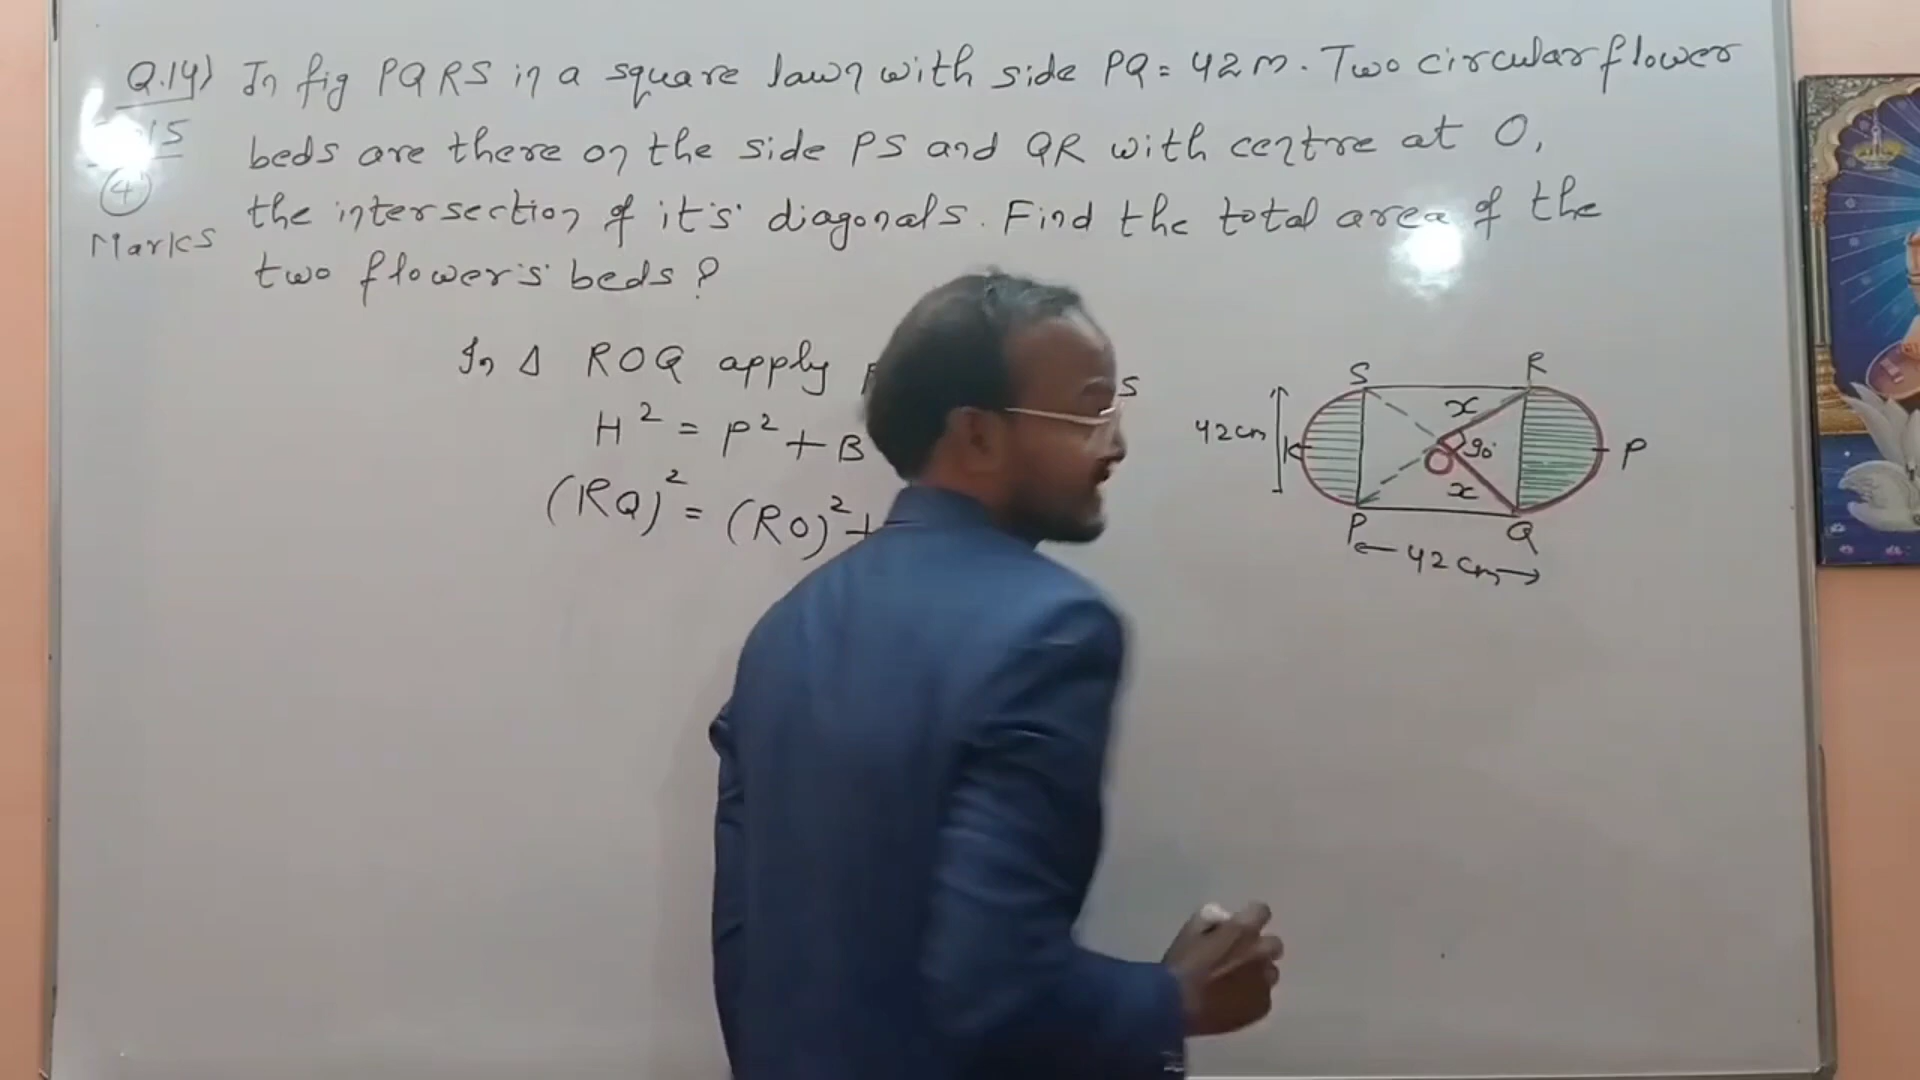 Q.14) In fig PQRS is a square lawn with side PQ = 42 m. Two circular flower
15 beds are there on the side PS and QR with centre at O,
(4) the intersection of it's diagonals. Find the total area of the
Marks two flower's beds?
In Δ ROQ apply
H² = P² + B
(RQ)² = (RO)² +
S
S R
42cm K x 90° P
O
x
P Q
42 cm